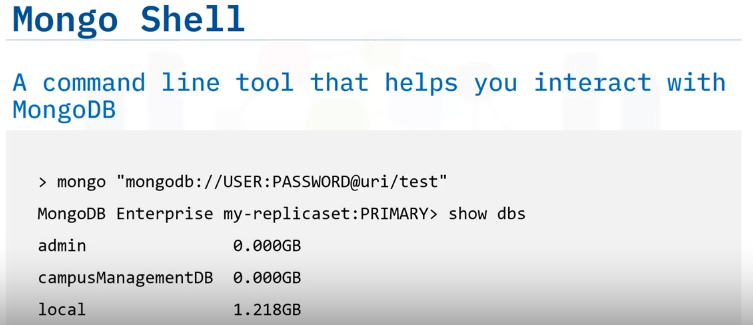 Mongo Shell
A command line tool that helps you interact with
MongoDB
> mongo "mongodb://USER:PASSWORD@uri/test"
MongoDB Enterprise my-replicaset:PRIMARY> show dbs
admin 0.000GB
campusManagementDB 0.000GB
local 1.218GB